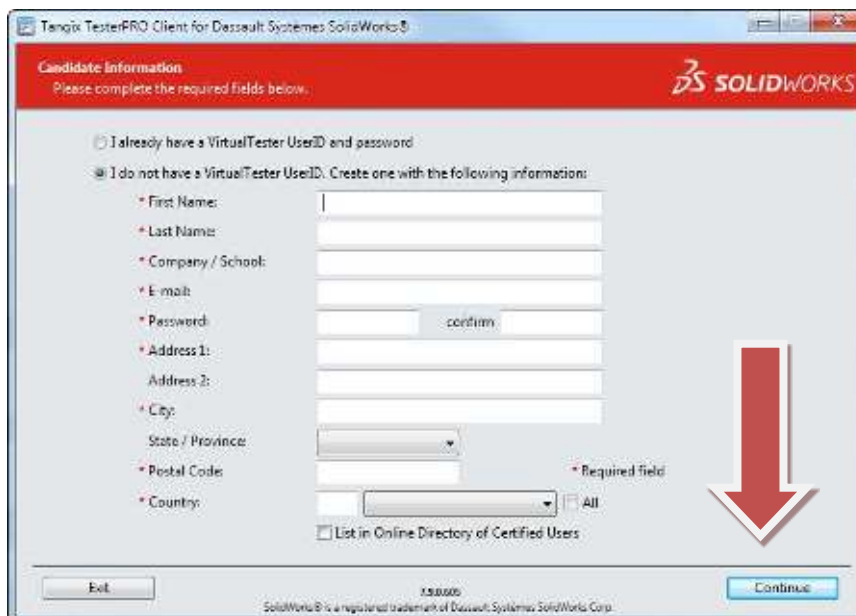 Tangix TesterPRO Client for Dassault Systèmes SolidWorks®
Candidate Information
Please complete the required fields below.
DS SOLIDWORKS
I already have a VirtualTester UserID and password
I do not have a VirtualTester UserID. Create one with the following information:
* First Name:
* Last Name:
* Company / School:
* E-mail:
* Password: confirm
* Address 1:
Address 2:
* City:
State / Province:
* Postal Code: * Required field
* Country: All
List in Online Directory of Certified Users
Exit
Continue
SolidWorks® is a registered trademark of Dassault Systèmes SolidWorks Corp.